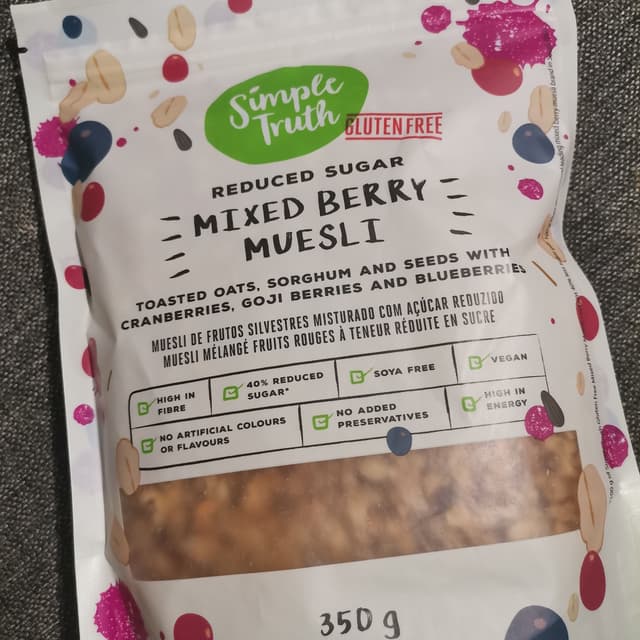 Simple
Truth
GLUTEN FREE
REDUCED SUGAR
MIXED BERRY
MUESLI
TOASTED OATS, SORGHUM AND SEEDS WITH
CRANBERRIES, GOJI BERRIES AND BLUEBERRIES
MUESLI DE FRUTOS SILVESTRES MISTURADO COM AÇÚCAR REDUZIDO
MUESLI MÉLANGÉ FRUITS ROUGES À TENEUR RÉDUITE EN SUCRE
HIGH IN
FIBRE
40% REDUCED
SUGAR*
SOYA FREE
VEGAN
NO ARTIFICIAL COLOURS
OR FLAVOURS
NO ADDED
PRESERVATIVES
HIGH IN
ENERGY
350 g